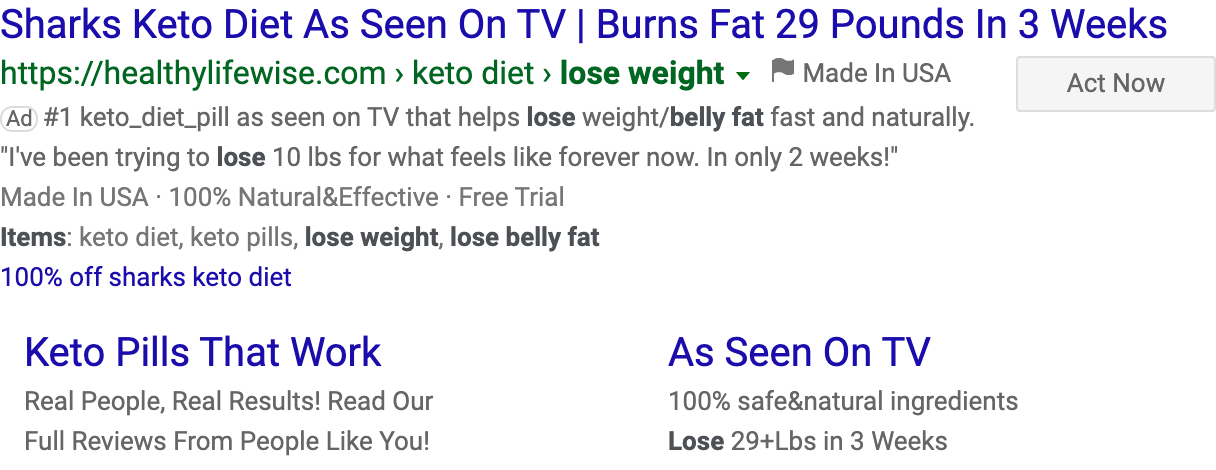 Sharks Keto Diet As Seen On TV | Burns Fat 29 Pounds In 3 Weeks
https://healthylifewise.com › keto diet › lose weight ▾ Made In USA
Act Now
Ad #1 keto_diet_pill as seen on TV that helps lose weight/belly fat fast and naturally.
"I've been trying to lose 10 lbs for what feels like forever now. In only 2 weeks!"
Made In USA · 100% Natural&Effective · Free Trial
Items: keto diet, keto pills, lose weight, lose belly fat
100% off sharks keto diet
Keto Pills That Work
Real People, Real Results! Read Our
Full Reviews From People Like You!
As Seen On TV
100% safe&natural ingredients
Lose 29+Lbs in 3 Weeks